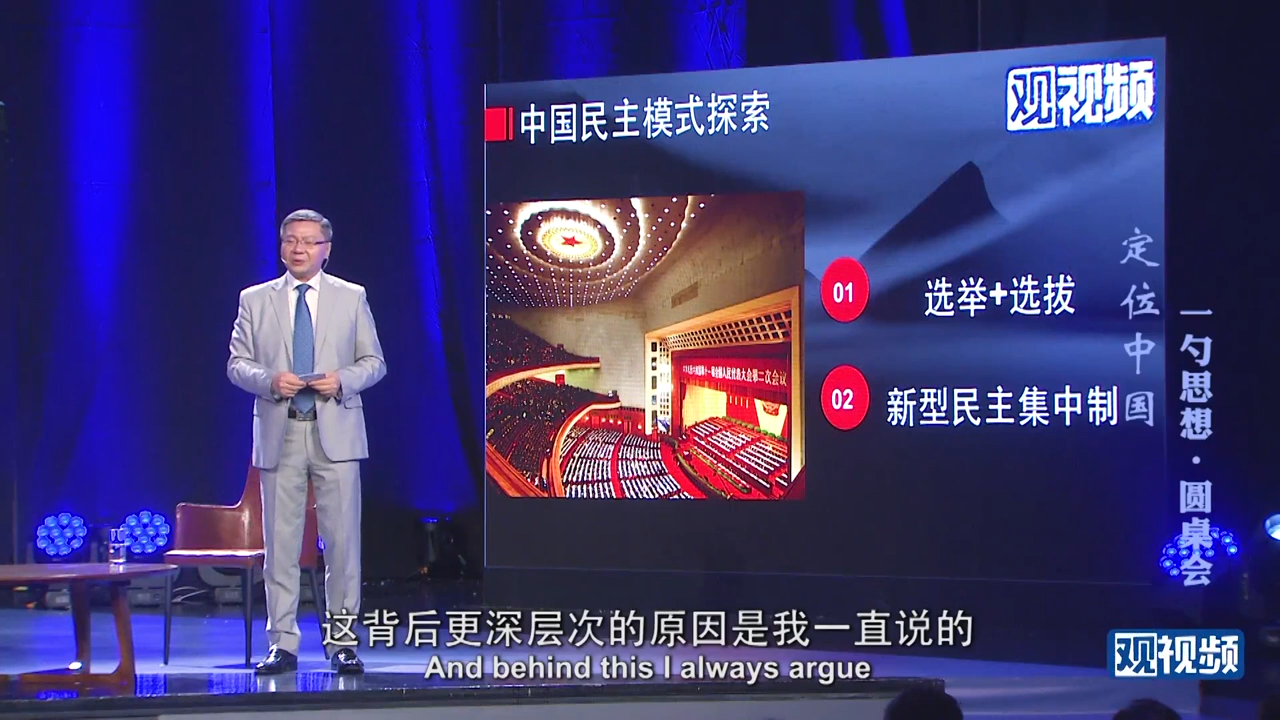 中国民主模式探索
观视频
01
选举+选拔
02
新型民主集中制
定位中国
一勺思想·圆桌会
这背后更深层次的原因是我一直说的
And behind this I always argue
观视频